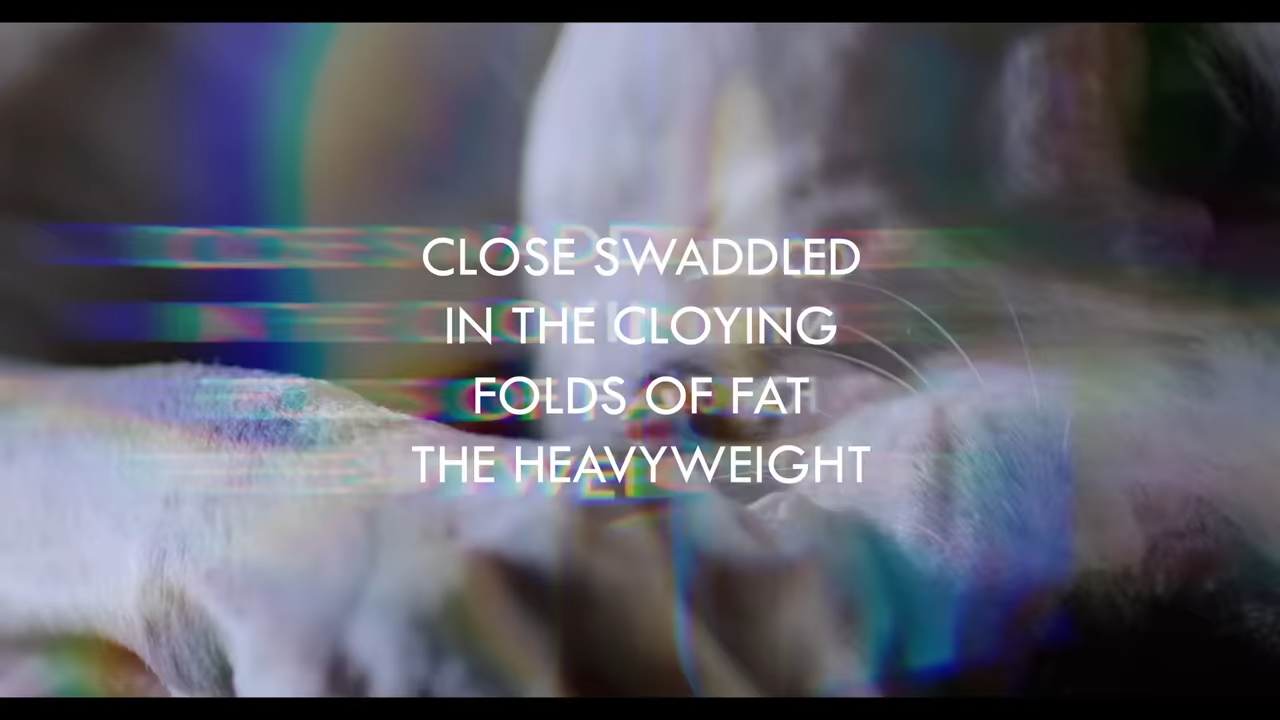 CLOSE SWADDLED
IN THE CLOYING
FOLDS OF FAT
THE HEAVYWEIGHT